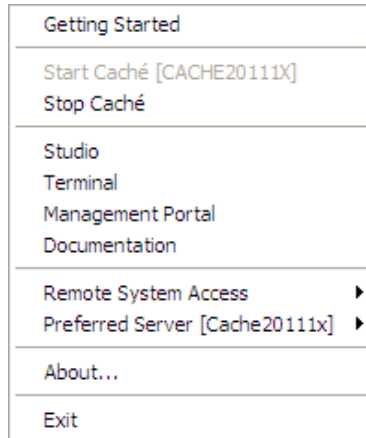 Getting Started
Start Caché [CACHE20111X]
Stop Caché
Studio
Terminal
Management Portal
Documentation
Remote System Access
Preferred Server [Cache20111x]
About...
Exit